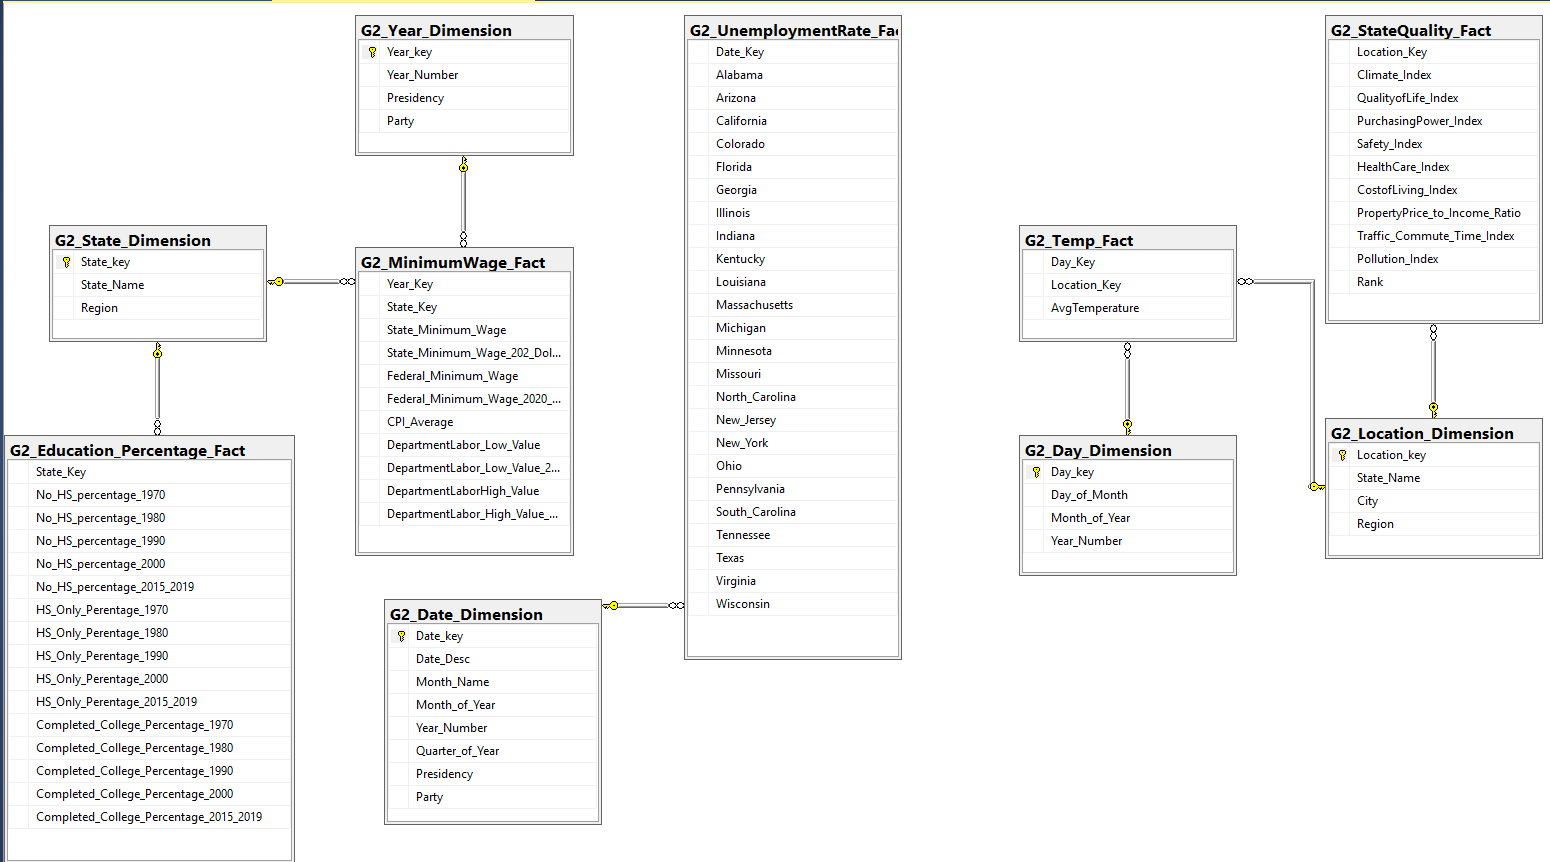 G2_Year_Dimension
Year_key
Year_Number
Presidency
Party
G2_State_Dimension
State_key
State_Name
Region
G2_MinimumWage_Fact
Year_Key
State_Key
State_Minimum_Wage
State_Minimum_Wage_202_Dol...
Federal_Minimum_Wage
Federal_Minimum_Wage_2020_...
CPI_Average
DepartmentLabor_Low_Value
DepartmentLabor_Low_Value_2...
DepartmentLaborHigh_Value
DepartmentLabor_High_Value_...
G2_Education_Percentage_Fact
State_Key
No_HS_percentage_1970
No_HS_percentage_1980
No_HS_percentage_1990
No_HS_percentage_2000
No_HS_percentage_2015_2019
HS_Only_Perentage_1970
HS_Only_Perentage_1980
HS_Only_Perentage_1990
HS_Only_Perentage_2000
HS_Only_Perentage_2015_2019
Completed_College_Percentage_1970
Completed_College_Percentage_1980
Completed_College_Percentage_1990
Completed_College_Percentage_2000
Completed_College_Percentage_2015_2019
G2_Date_Dimension
Date_key
Date_Desc
Month_Name
Month_of_Year
Year_Number
Quarter_of_Year
Presidency
Party
G2_UnemploymentRate_Fac
Date_Key
Alabama
Arizona
California
Colorado
Florida
Georgia
Illinois
Indiana
Kentucky
Louisiana
Massachusetts
Michigan
Minnesota
Missouri
North_Carolina
New_Jersey
New_York
Ohio
Pennsylvania
South_Carolina
Tennessee
Texas
Virginia
Wisconsin
G2_Temp_Fact
Day_Key
Location_Key
AvgTemperature
G2_Day_Dimension
Day_key
Day_of_Month
Month_of_Year
Year_Number
G2_StateQuality_Fact
Location_Key
Climate_Index
QualityofLife_Index
PurchasingPower_Index
Safety_Index
HealthCare_Index
CostofLiving_Index
PropertyPrice_to_Income_Ratio
Traffic_Commute_Time_Index
Pollution_Index
Rank
G2_Location_Dimension
Location_key
State_Name
City
Region